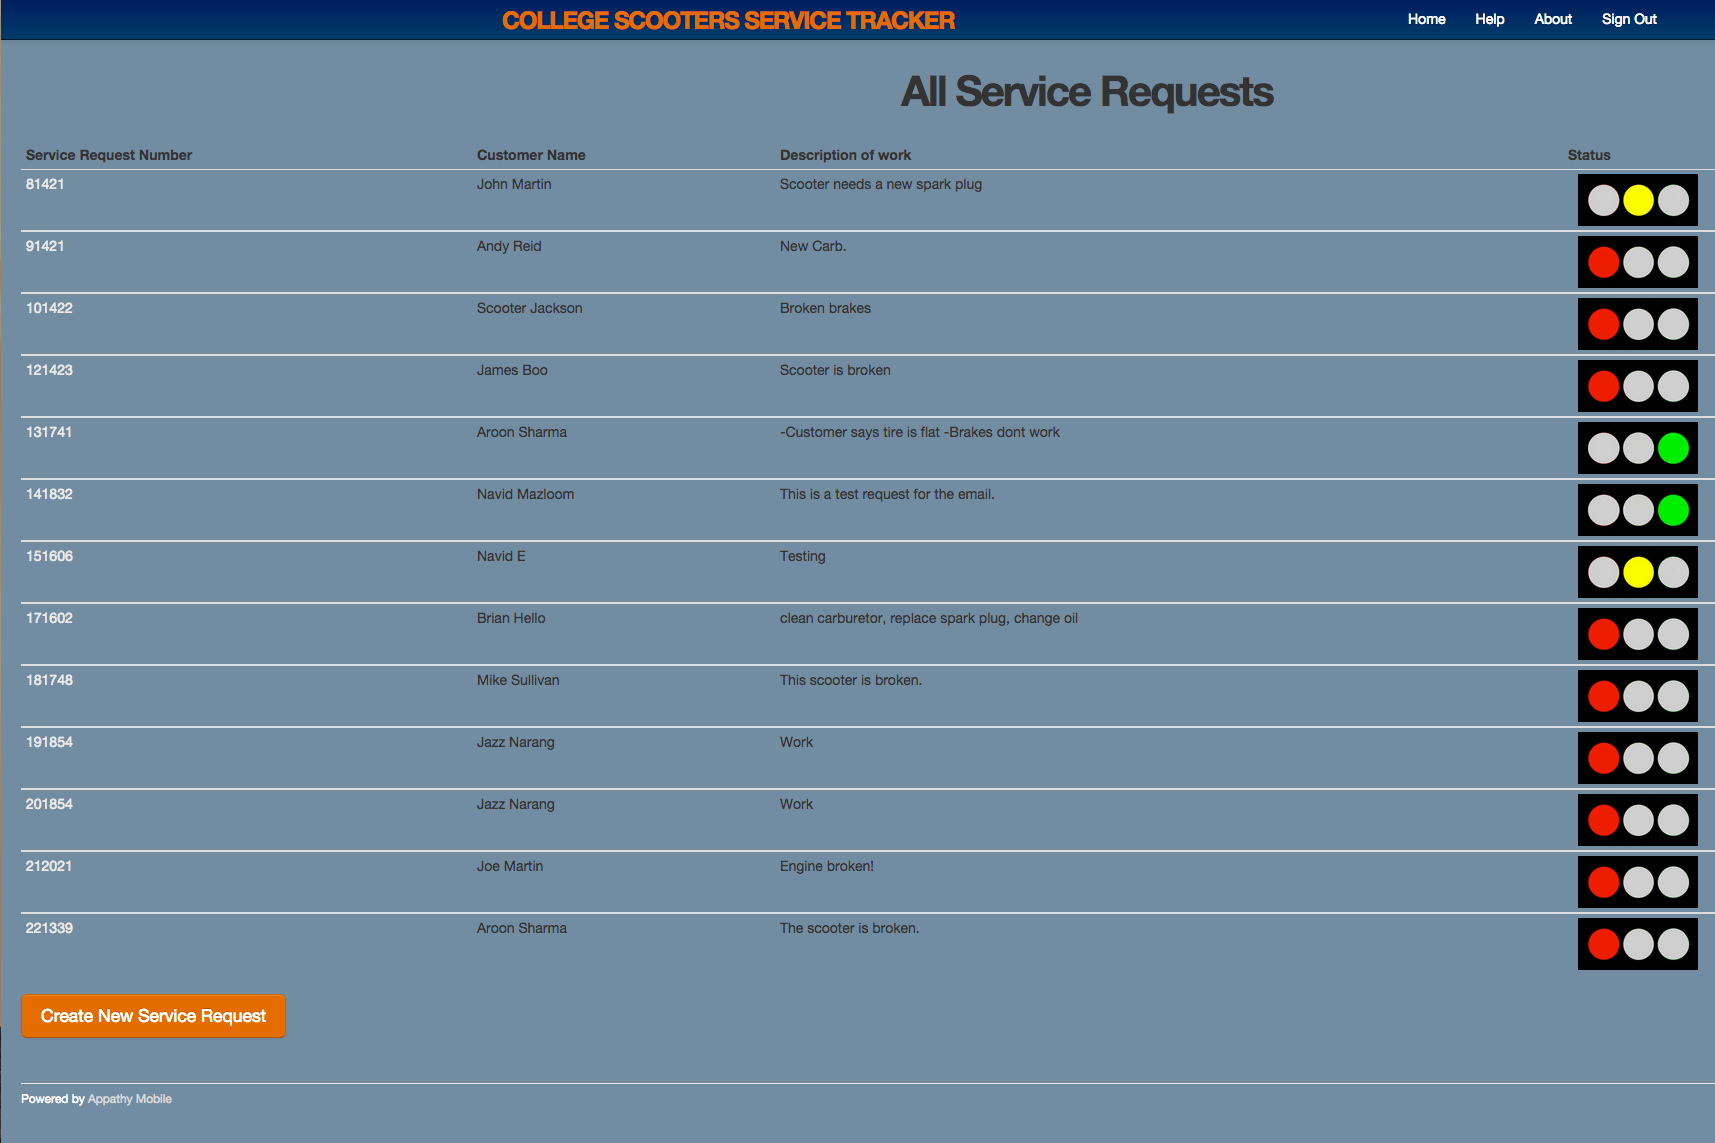 COLLEGE SCOOTERS SERVICE TRACKER Home Help About Sign Out
All Service Requests
Service Request Number Customer Name Description of work Status
81421 John Martin Scooter needs a new spark plug
91421 Andy Reid New Carb.
101422 Scooter Jackson Broken brakes
121423 James Boo Scooter is broken
131741 Aroon Sharma -Customer says tire is flat -Brakes dont work
141832 Navid Mazloom This is a test request for the email.
151606 Navid E Testing
171602 Brian Hello clean carburetor, replace spark plug, change oil
181748 Mike Sullivan This scooter is broken.
191854 Jazz Narang Work
201854 Jazz Narang Work
212021 Joe Martin Engine broken!
221339 Aroon Sharma The scooter is broken.
Create New Service Request
Powered by Appathy Mobile